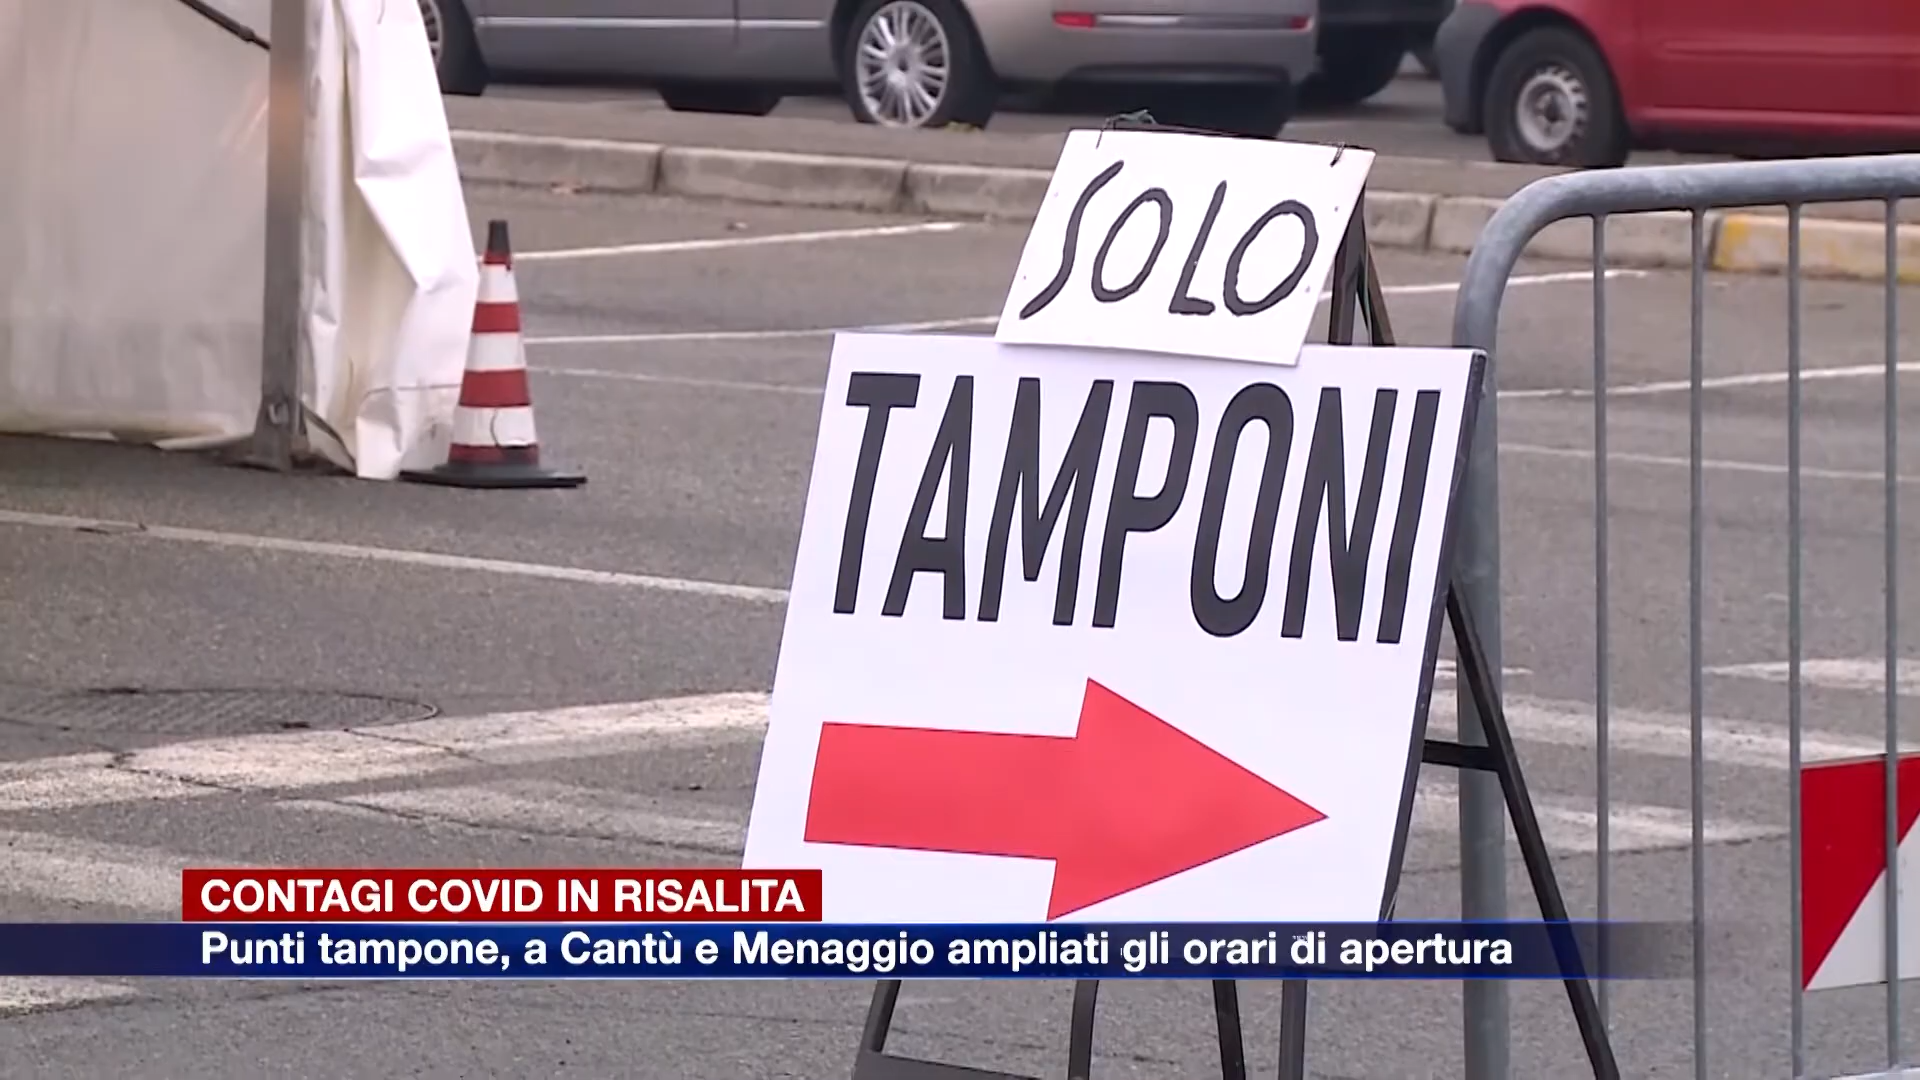 SOLO
TAMPONI
CONTAGI COVID IN RISALITA
Punti tampone, a Cantù e Menaggio ampliati gli orari di apertura